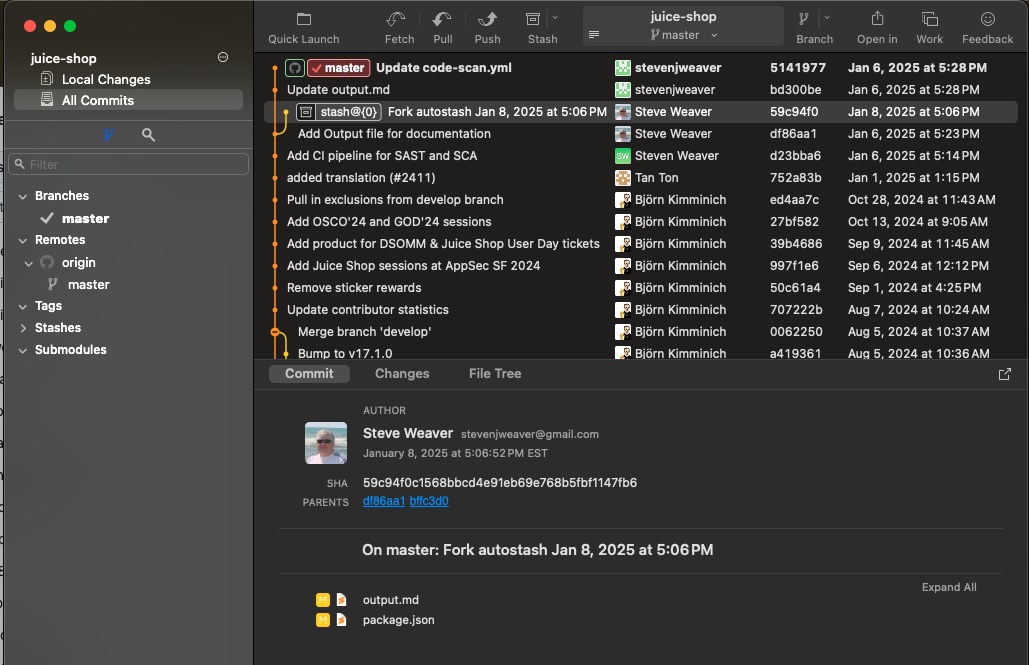 juice-shop
Local Changes
All Commits
Filter
Branches
master
Remotes
origin
master
Tags
Stashes
Submodules
Quick Launch
Fetch
Pull
Push
Stash
juice-shop
master
Branch
Open in
Work
Feedback
master Update code-scan.yml stevenjweaver 5141977 Jan 6, 2025 at 5:28 PM
Update output.md stevenjweaver bd300be Jan 6, 2025 at 5:28 PM
stash@{0} Fork autostash Jan 8, 2025 at 5:06 PM Steve Weaver 59c94f0 Jan 8, 2025 at 5:06 PM
Add Output file for documentation Steve Weaver df86aa1 Jan 6, 2025 at 5:23 PM
Add CI pipeline for SAST and SCA SW Steven Weaver d23bba6 Jan 6, 2025 at 5:14 PM
added translation (#2411) Tan Ton 752a83b Jan 1, 2025 at 1:15 PM
Pull in exclusions from develop branch Björn Kimminich ed4aa7c Oct 28, 2024 at 11:43 AM
Add OSCO'24 and GOD'24 sessions Björn Kimminich 27bf582 Oct 13, 2024 at 9:05 AM
Add product for DSOMM & Juice Shop User Day tickets Björn Kimminich 39b4686 Sep 9, 2024 at 11:45 AM
Add Juice Shop sessions at AppSec SF 2024 Björn Kimminich 997f1e6 Sep 6, 2024 at 12:12 PM
Remove sticker rewards Björn Kimminich 50c61a4 Sep 1, 2024 at 4:25 PM
Update contributor statistics Björn Kimminich 707222b Aug 7, 2024 at 10:24 AM
Merge branch 'develop' Björn Kimminich 0062250 Aug 5, 2024 at 10:37 AM
Bump to v17.1.0 Björn Kimminich a419361 Aug 5, 2024 at 10:36 AM
Commit Changes File Tree
AUTHOR
Steve Weaver stevenjweaver@gmail.com
January 8, 2025 at 5:06:52 PM EST
SHA 59c94f0c1568bbcd4e91eb69e768b5fbf1147fb6
PARENTS df86aa1 bffc3d0
On master: Fork autostash Jan 8, 2025 at 5:06 PM
Expand All
M output.md
M package.json